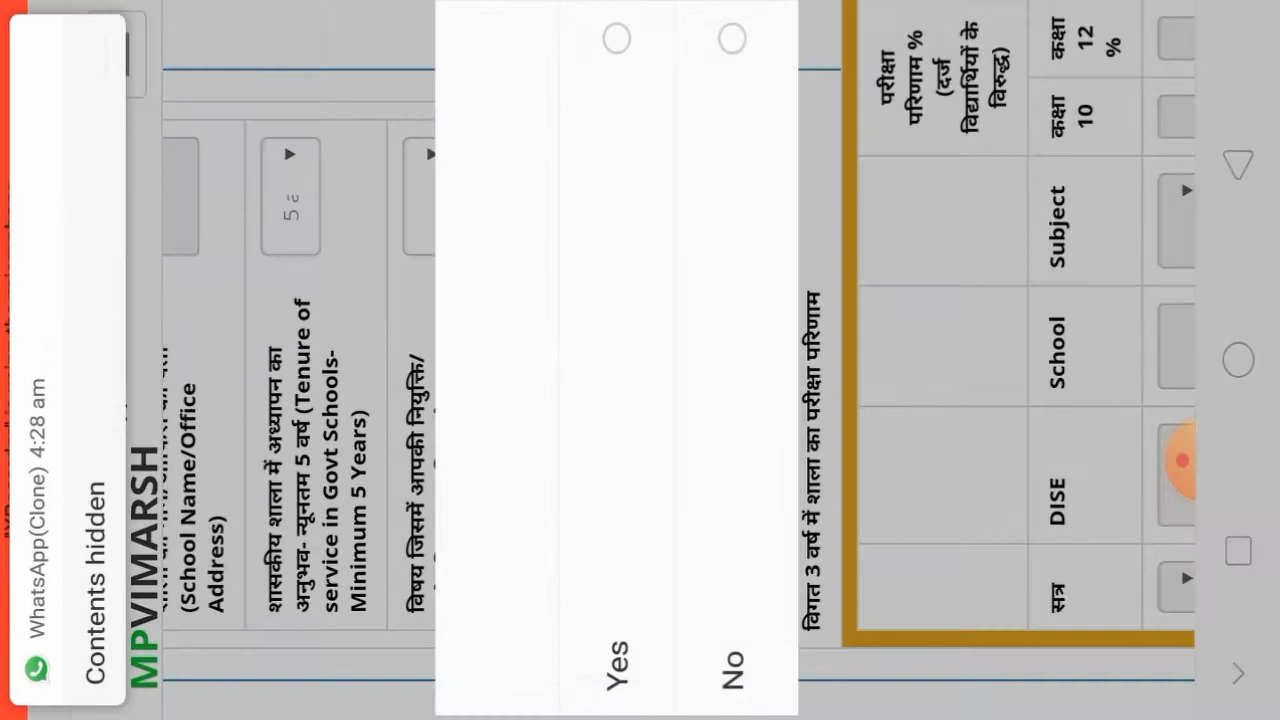 WhatsApp(Clone) 4:28 am
Contents hidden
MPVIMARSH
(School Name/Office
Address)
शासकीय शाला में अध्यापन का
अनुभव- न्यूनतम 5 वर्ष (Tenure of
service in Govt Schools-
Minimum 5 Years)
5
विषय जिसमें आपकी नियुक्ति/
Yes
No
विगत 3 वर्ष में शाला का परीक्षा परिणाम
परीक्षा
परिणाम %
(दर्ज
विद्यार्थियों के
विरुद्ध)
सत्र DISE School Subject कक्षा 10 कक्षा 12 %